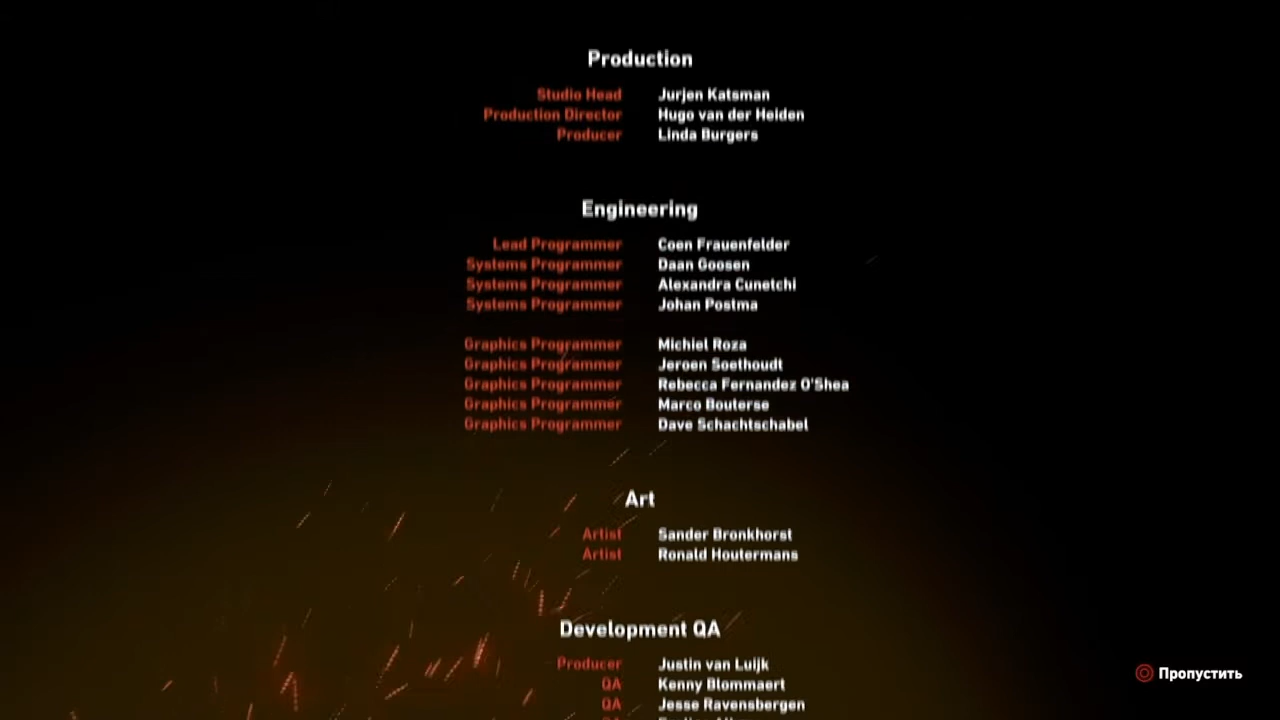 Production
Studio Head Jurjen Katsman
Production Director Hugo van der Heiden
Producer Linda Burgers
Engineering
Lead Programmer Coen Frauenfelder
Systems Programmer Daan Goosen
Systems Programmer Alexandra Cunetchi
Systems Programmer Johan Postma
Graphics Programmer Michiel Roza
Graphics Programmer Jeroen Soethoudt
Graphics Programmer Rebecca Fernandez O'Shea
Graphics Programmer Marco Bouterse
Graphics Programmer Dave Schachtschabel
Art
Artist Sander Bronkhorst
Artist Ronald Houtermans
Development QA
Producer Justin van Luijk
QA Kenny Blommaert
QA Jesse Ravensbergen
Пропустить